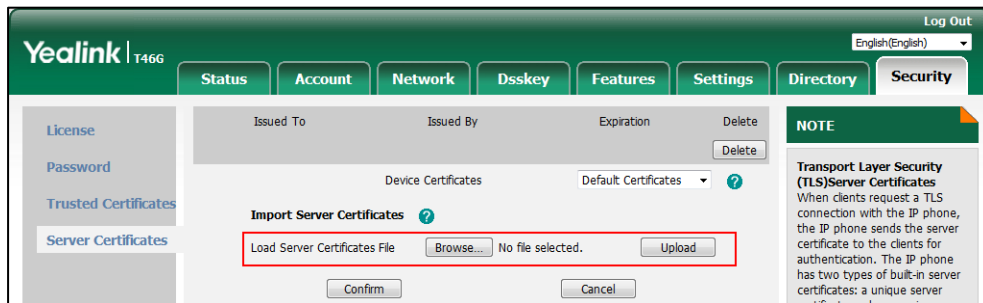 Log Out
Yealink T46G
English(English)
Status Account Network Dsskey Features Settings Directory Security
License
Password
Trusted Certificates
Server Certificates
Issued To Issued By Expiration Delete
Delete
Device Certificates Default Certificates ?
Import Server Certificates ?
Load Server Certificates File Browse... No file selected. Upload
Confirm Cancel
NOTE
Transport Layer Security
(TLS)Server Certificates
When clients request a TLS
connection with the IP phone,
the IP phone sends the server
certificate to the clients for
authentication. The IP phone
has two types of built-in server
certificates: a unique server